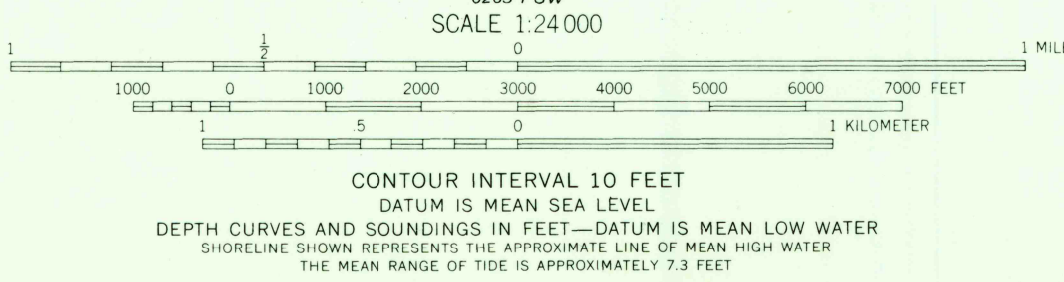 SCALE 1:24 000
1 1/2 0 1 MILE
1000 0 1000 2000 3000 4000 5000 6000 7000 FEET
1 .5 0 1 KILOMETER
CONTOUR INTERVAL 10 FEET
DATUM IS MEAN SEA LEVEL
DEPTH CURVES AND SOUNDINGS IN FEET—DATUM IS MEAN LOW WATER
SHORELINE SHOWN REPRESENTS THE APPROXIMATE LINE OF MEAN HIGH WATER
THE MEAN RANGE OF TIDE IS APPROXIMATELY 7.3 FEET